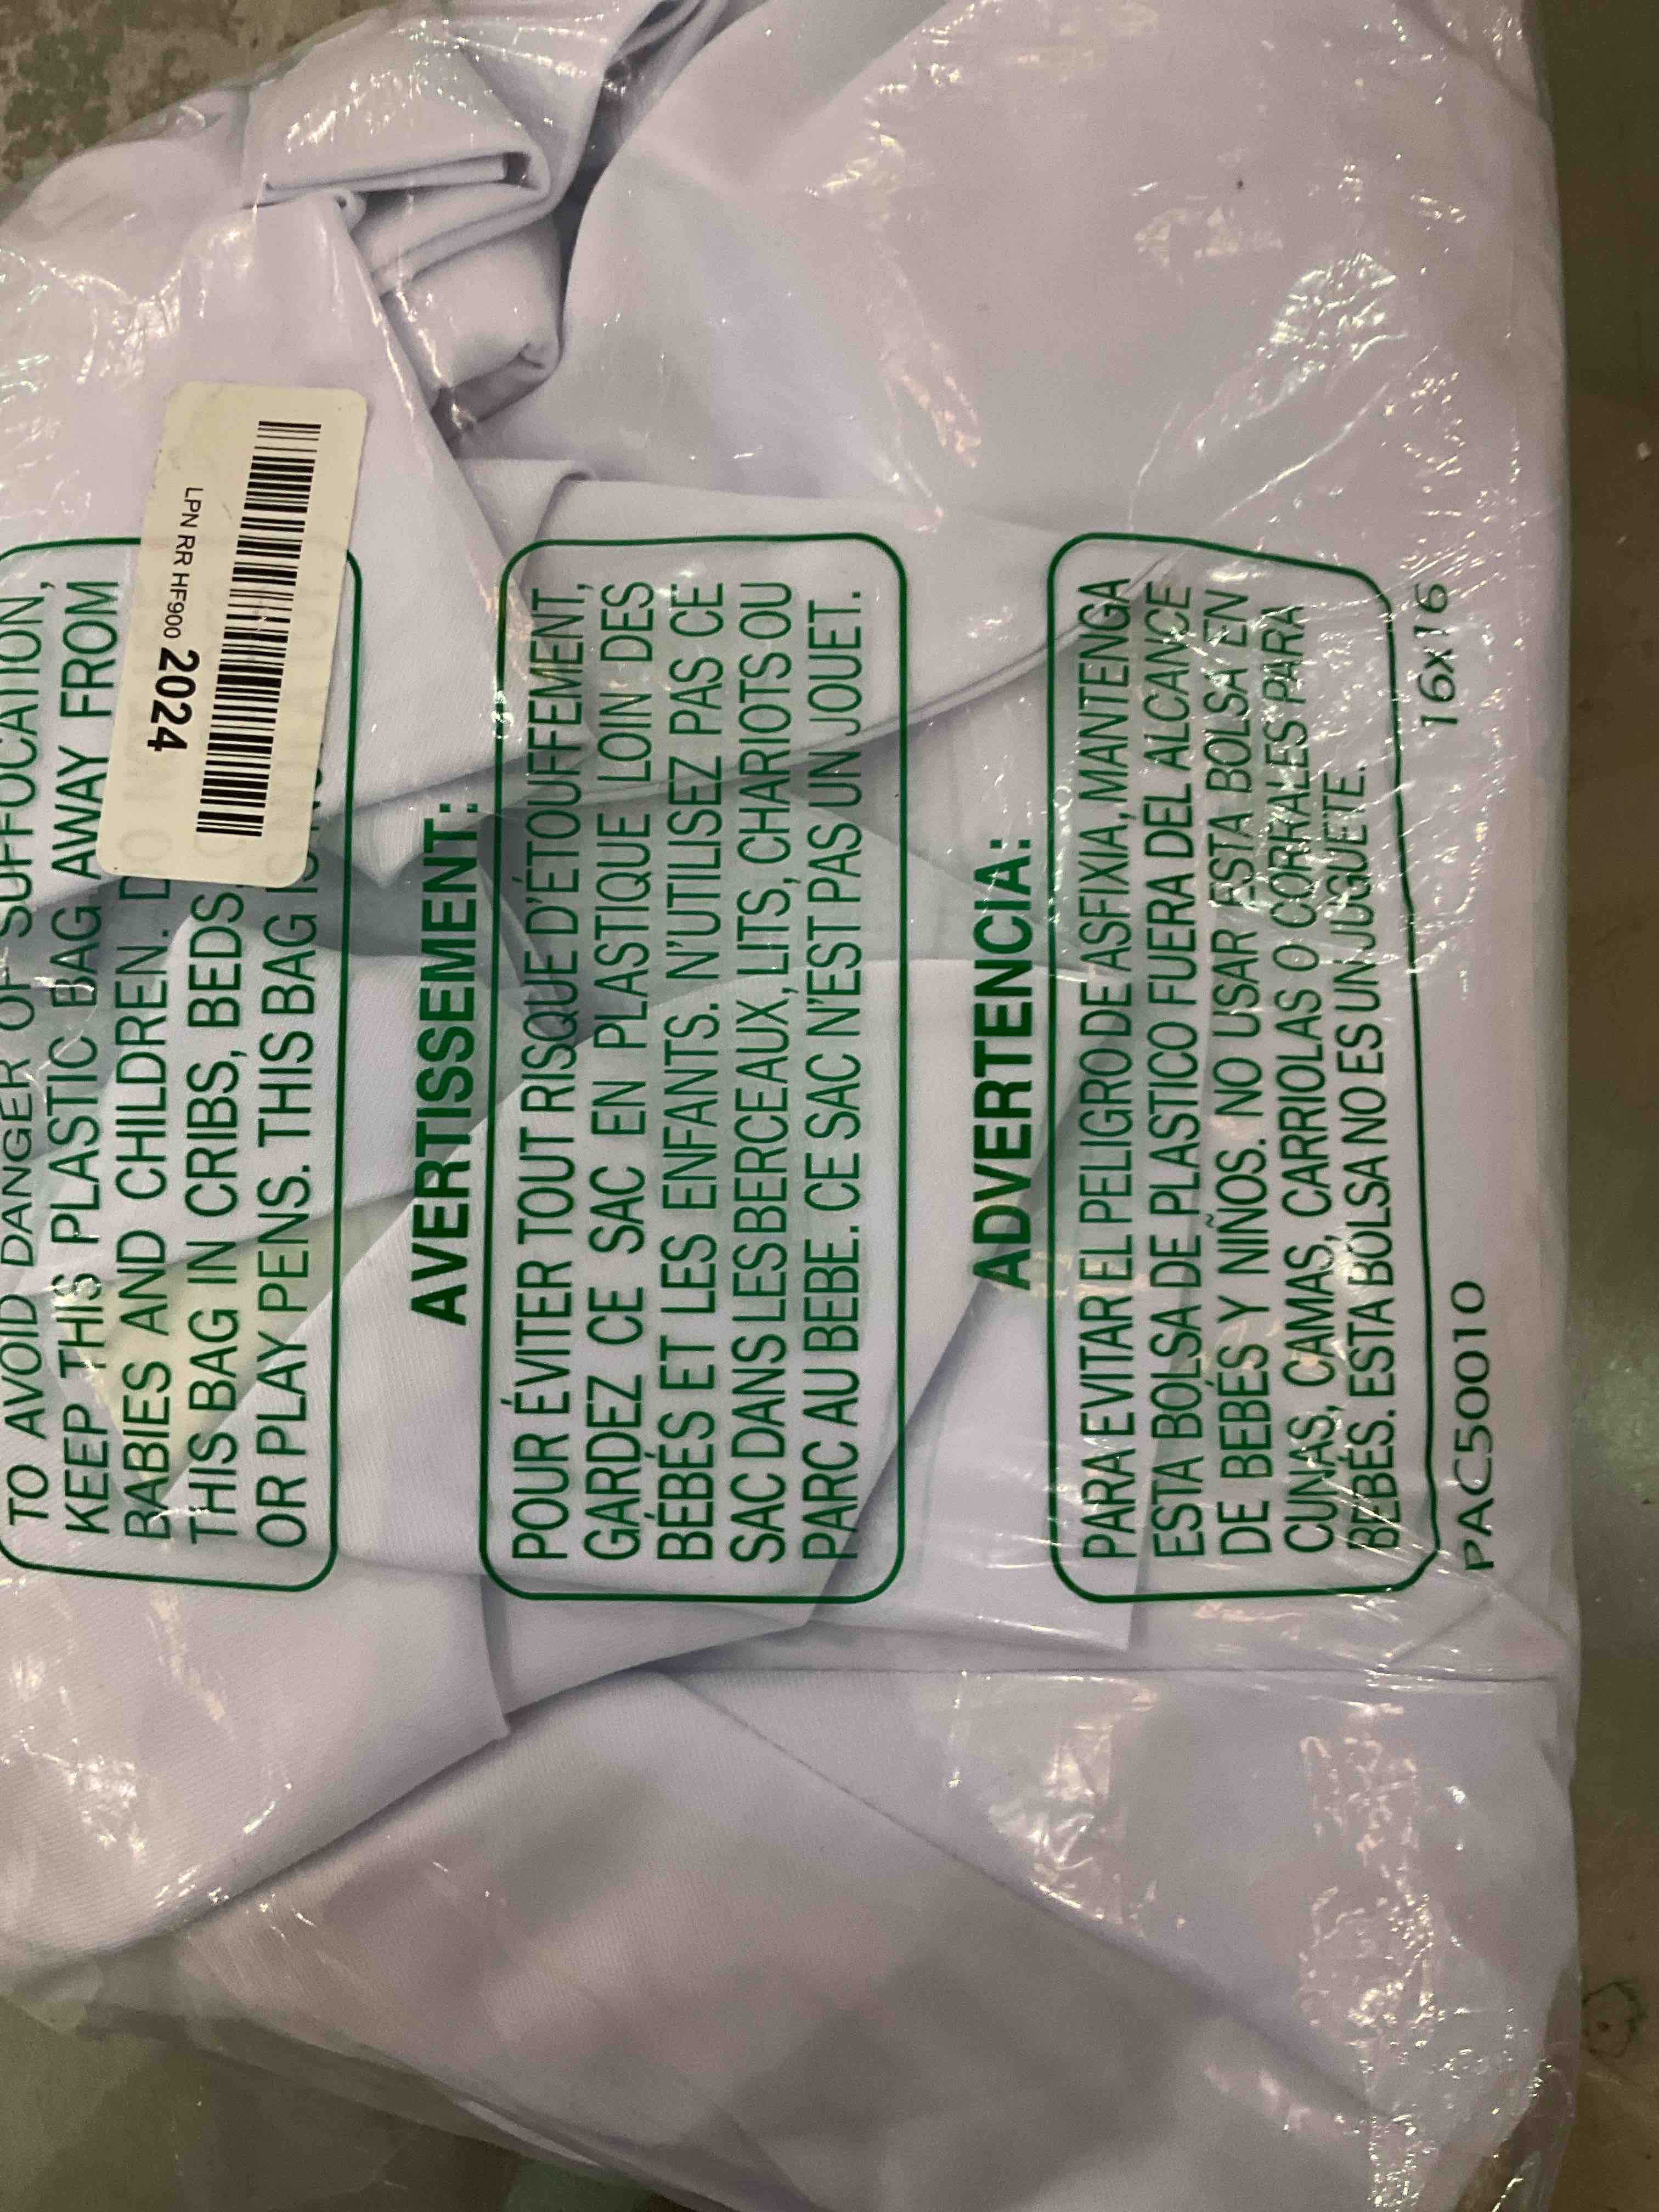 TO AVOID DANGER OF SUFFOCATION,
KEEP THIS PLASTIC BAG AWAY FROM
BABIES AND CHILDREN.
THIS BAG IN CRIBS, BEDS
OR PLAY PENS. THIS BAG
LPN RR HF900 2024
AVERTISSEMENT:
POUR ÉVITER TOUT RISQUE D'ÉTOUFFEMENT,
GARDEZ CE SAC EN PLASTIQUE LOIN DES
BÉBÉS ET LES ENFANTS. N'UTILISEZ PAS CE
SAC DANS LES BERCEAUX, LITS, CHARIOTS OU
PARC AU BEBE. CE SAC N'EST PAS UN JOUET.
ADVERTENCIA:
PARA EVITAR EL PELIGRO DE ASFIXIA, MANTENGA
ESTA BOLSA DE PLASTICO FUERA DEL ALCANCE
DE BEBÉS Y NIÑOS. NO USAR ESTA BOLSA EN
CUNAS, CAMAS, CARRIOLAS O CORRALES PARA
BEBÉS. ESTA BOLSA NO ES UN JUGUETE.
PAC50010 16x16